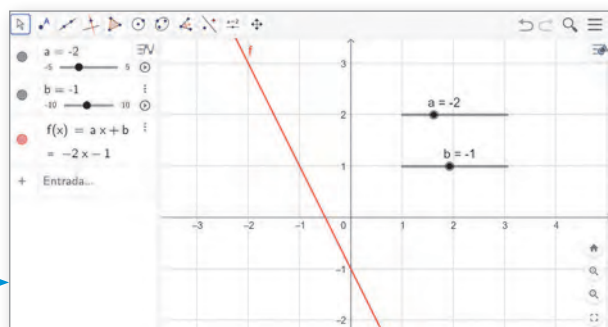 a=2
a = -2
-5 5
b = -1
-10 10
f(x) = a x + b
= -2 x - 1
+ Entrada...
f
3
a = -2
2
b = -1
1
-3 -2 -1 0 1 2 3 4
-1
-2